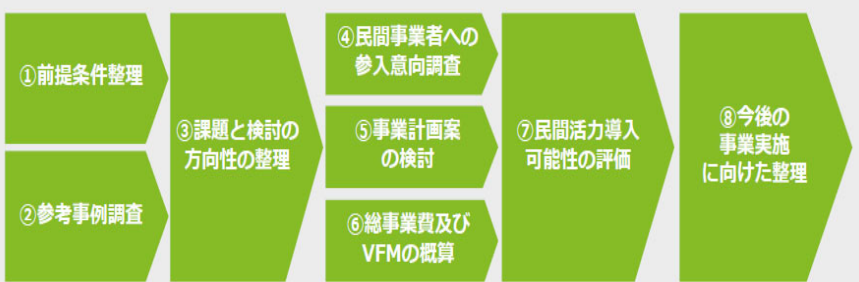 ①前提条件整理
②参考事例調査
③課題と検討の
方向性の整理
④民間事業者への
参入意向調査
⑤事業計画案
の検討
⑥総事業費及び
VFMの概算
⑦民間活力導入
可能性の評価
⑧今後の
事業実施
に向けた整理